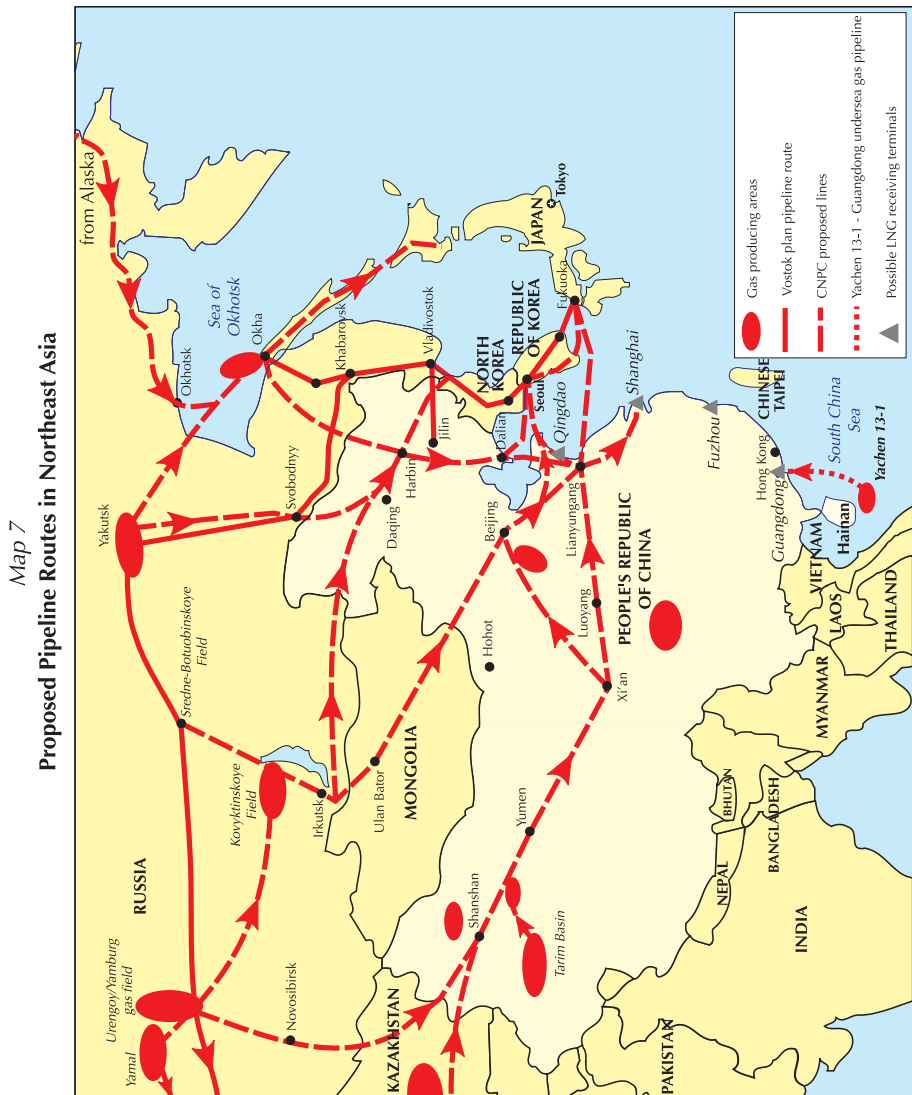 Map 7
Proposed Pipeline Routes in Northeast Asia
from Alaska
Okhotsk
Sea of
Okhotsk
Okha
Yakutsk
Sredne-Botuobinskoye
Field
RUSSIA
Urengoy/Yamburg
gas field
Yamal
Novosibirsk
Kovyktinskoye
Field
Irkutsk
Ulan Bator
MONGOLIA
Svobodnyy
Khabarovsk
Vladivostok
Jilin
Harbin
Daqing
NORTH
KOREA
REPUBLIC
OF KOREA
Seoul
JAPAN
Tokyo
Fukuoka
Dalian
Qingdao
Beijing
Hohot
Lianyungang
Luoyang
Xi'an
PEOPLE'S REPUBLIC
OF CHINA
Shanghai
Fuzhou
CHINESE
TAIPEI
Hong Kong
Guangdong
South China
Sea
Yachen 13-1
Hainan
VIETNAM
LAOS
THAILAND
MYANMAR
BHUTAN
BANGLADESH
NEPAL
INDIA
PAKISTAN
KAZAKHSTAN
Shanshan
Yumen
Tarim Basin
Gas producing areas
Vostok plan pipeline route
CNPC proposed lines
Yachen 13-1 - Guangdong undersea gas pipeline
Possible LNG receiving terminals